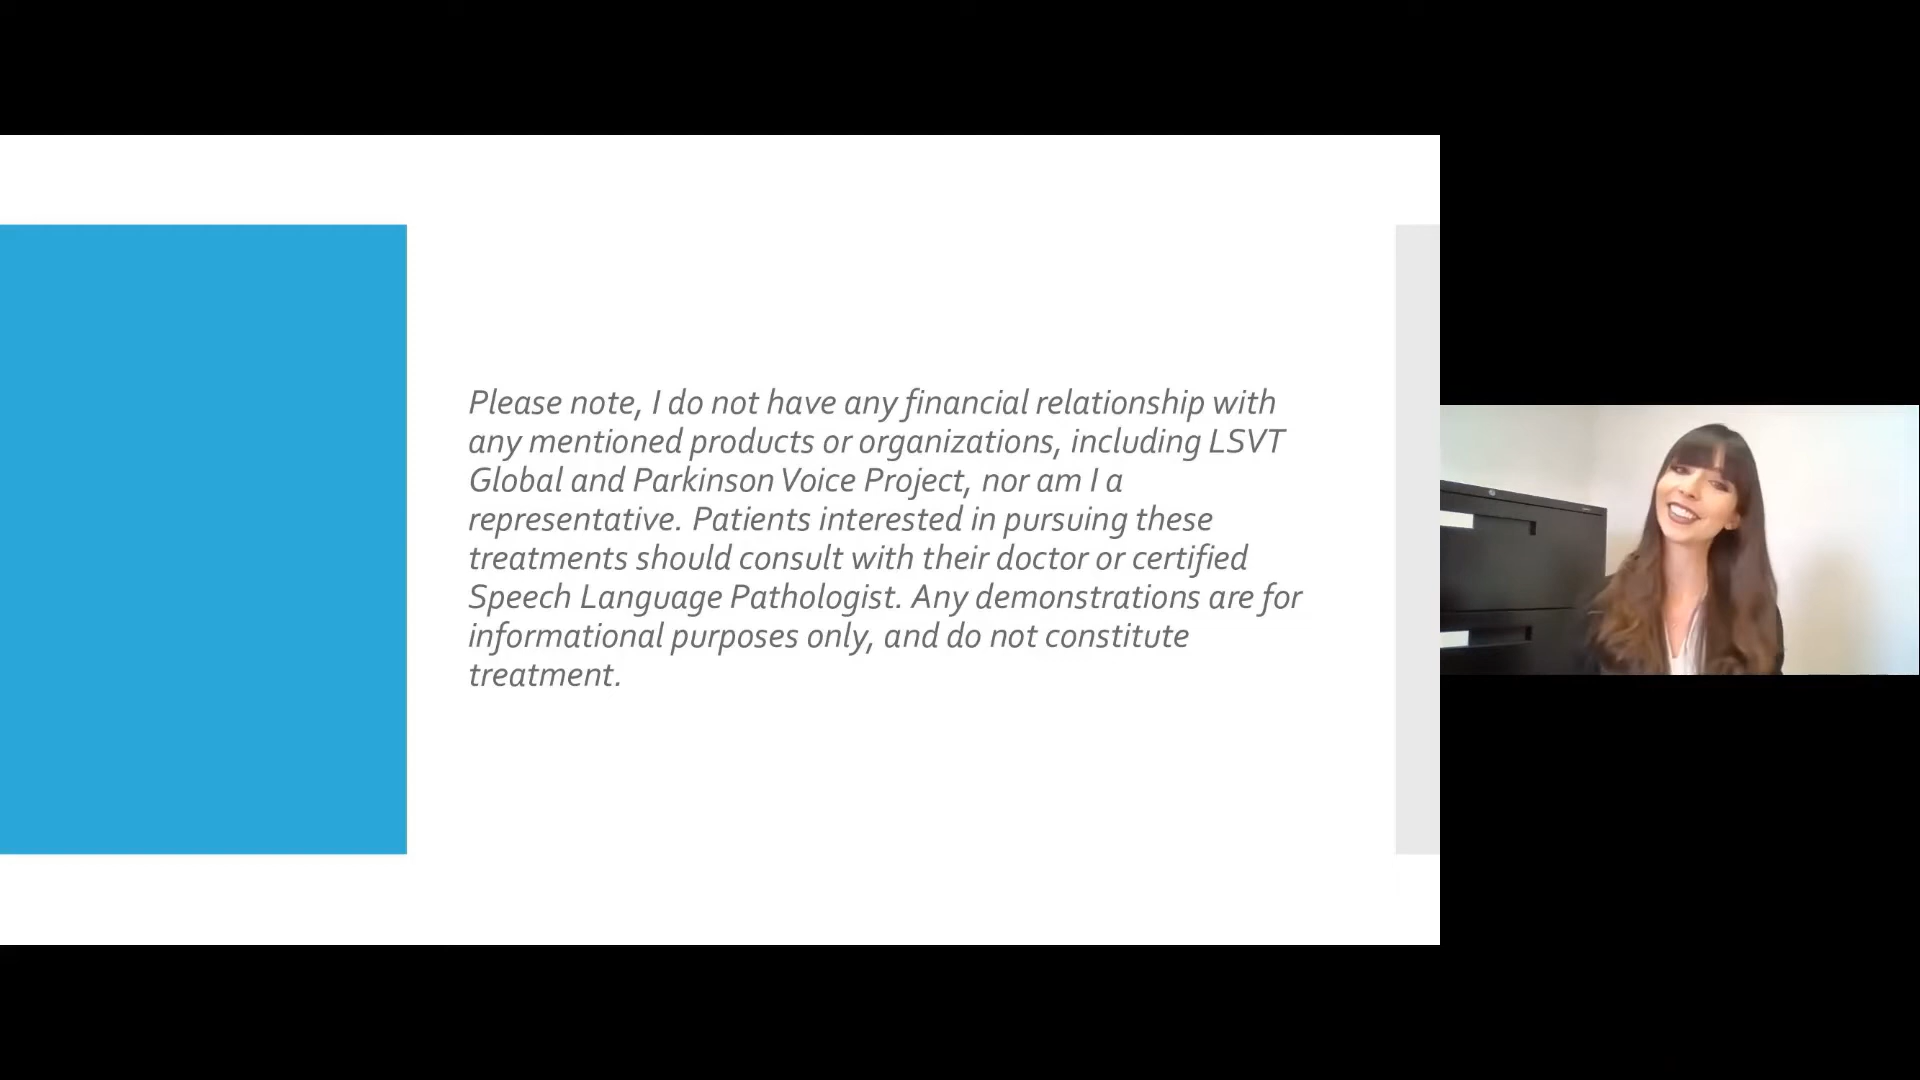 Please note, I do not have any financial relationship with
any mentioned products or organizations, including LSVT
Global and Parkinson Voice Project, nor am I a
representative. Patients interested in pursuing these
treatments should consult with their doctor or certified
Speech Language Pathologist. Any demonstrations are for
informational purposes only, and do not constitute
treatment.